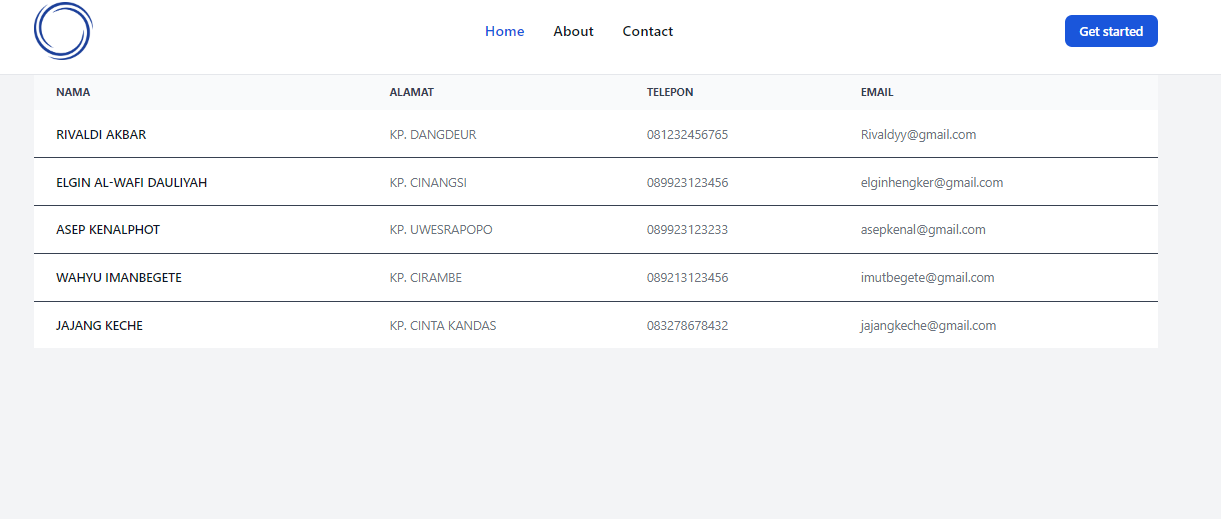 Home About Contact Get started
NAMA ALAMAT TELEPON EMAIL
RIVALDI AKBAR KP. DANGDEUR 081232456765 Rivaldyy@gmail.com
ELGIN AL-WAFI DAULIYAH KP. CINANGSI 089923123456 elginhengker@gmail.com
ASEP KENALPHOT KP. UWESRAPOPO 089923123233 asepkenal@gmail.com
WAHYU IMANBEGETE KP. CIRAMBE 089213123456 imutbegete@gmail.com
JAJANG KECHE KP. CINTA KANDAS 083278678432 jajangkeche@gmail.com